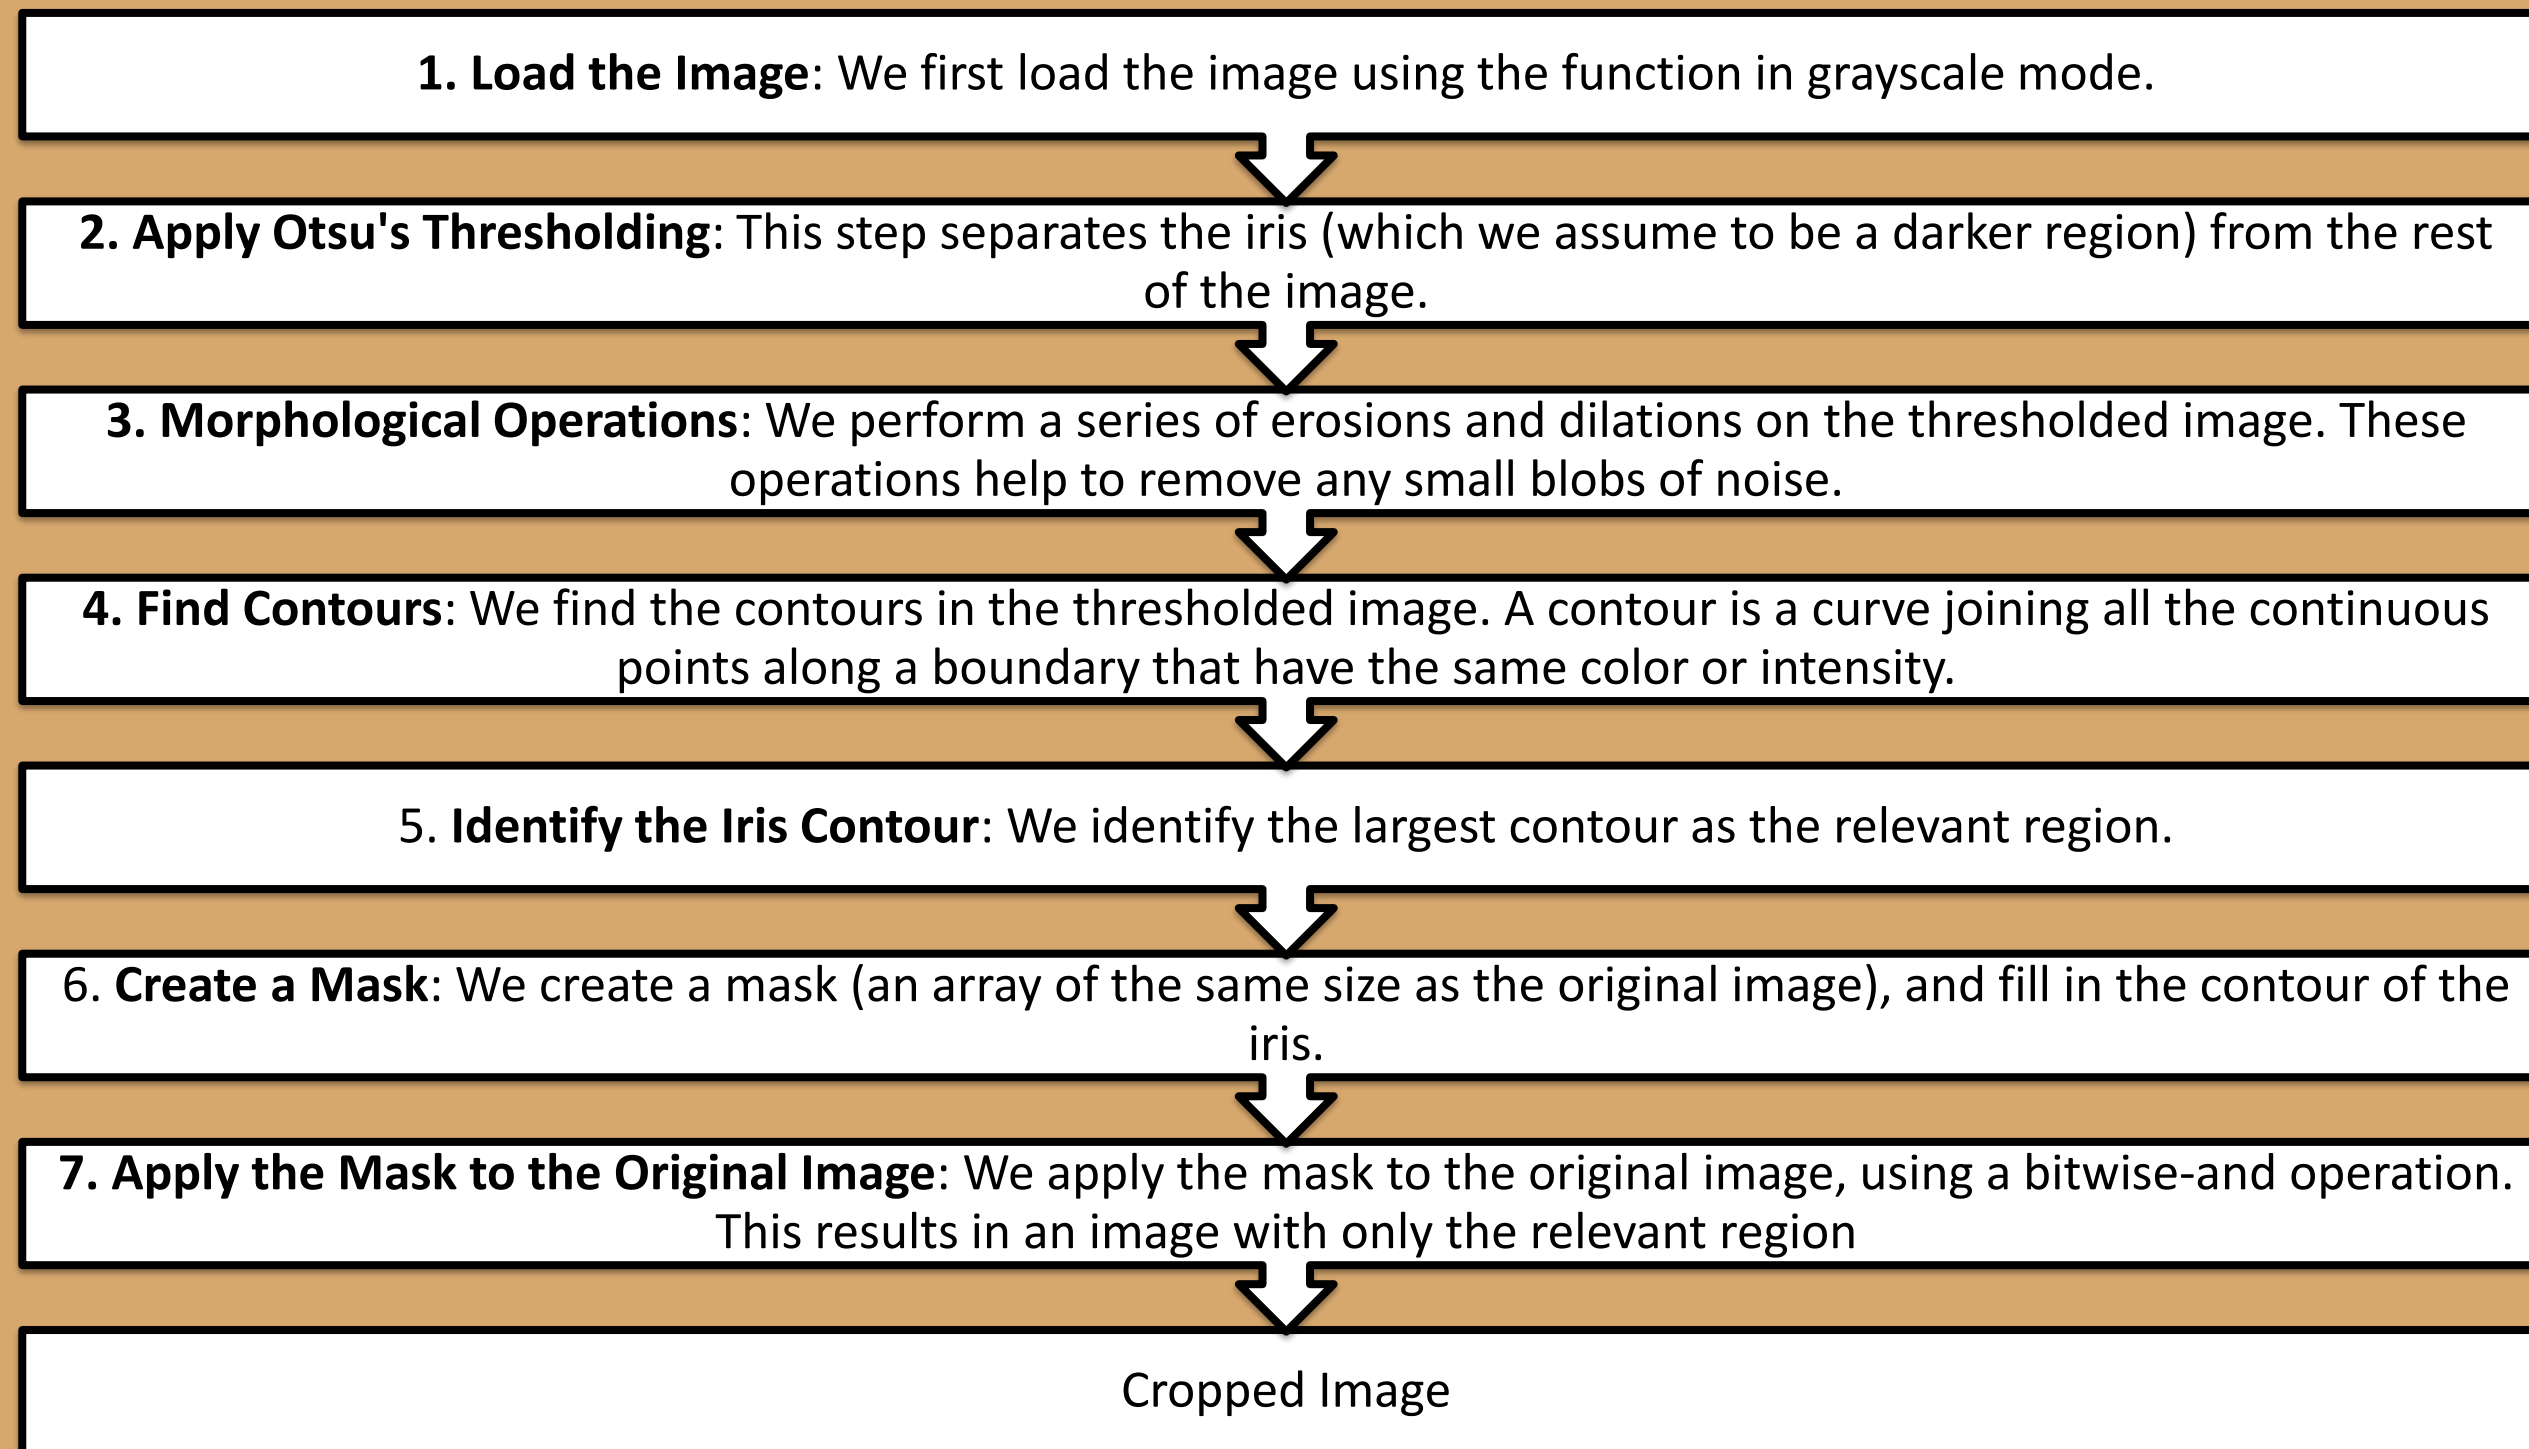 1. Load the Image: We first load the image using the function in grayscale mode.
2. Apply Otsu's Thresholding: This step separates the iris (which we assume to be a darker region) from the rest
of the image.
3. Morphological Operations: We perform a series of erosions and dilations on the thresholded image. These
operations help to remove any small blobs of noise.
4. Find Contours: We find the contours in the thresholded image. A contour is a curve joining all the continuous
points along a boundary that have the same color or intensity.
5. Identify the Iris Contour: We identify the largest contour as the relevant region.
6. Create a Mask: We create a mask (an array of the same size as the original image), and fill in the contour of the
iris.
7. Apply the Mask to the Original Image: We apply the mask to the original image, using a bitwise-and operation.
This results in an image with only the relevant region
Cropped Image